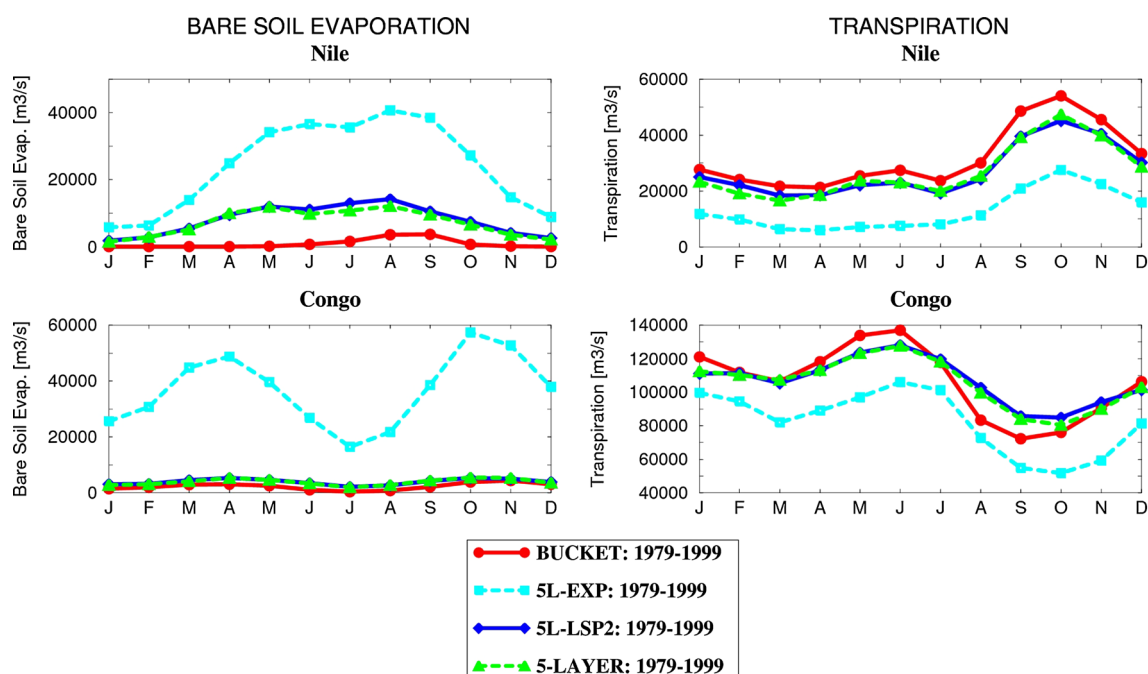 BARE SOIL EVAPORATION
Nile
Bare Soil Evap. [m3/s]
40000
20000
0
J F M A M J J A S O N D
TRANSPIRATION
Nile
Transpiration [m3/s]
60000
40000
20000
0
J F M A M J J A S O N D
Congo
Bare Soil Evap. [m3/s]
60000
40000
20000
0
J F M A M J J A S O N D
Congo
Transpiration [m3/s]
140000
120000
100000
80000
60000
40000
J F M A M J J A S O N D
BUCKET: 1979-1999
5L-EXP: 1979-1999
5L-LSP2: 1979-1999
5-LAYER: 1979-1999